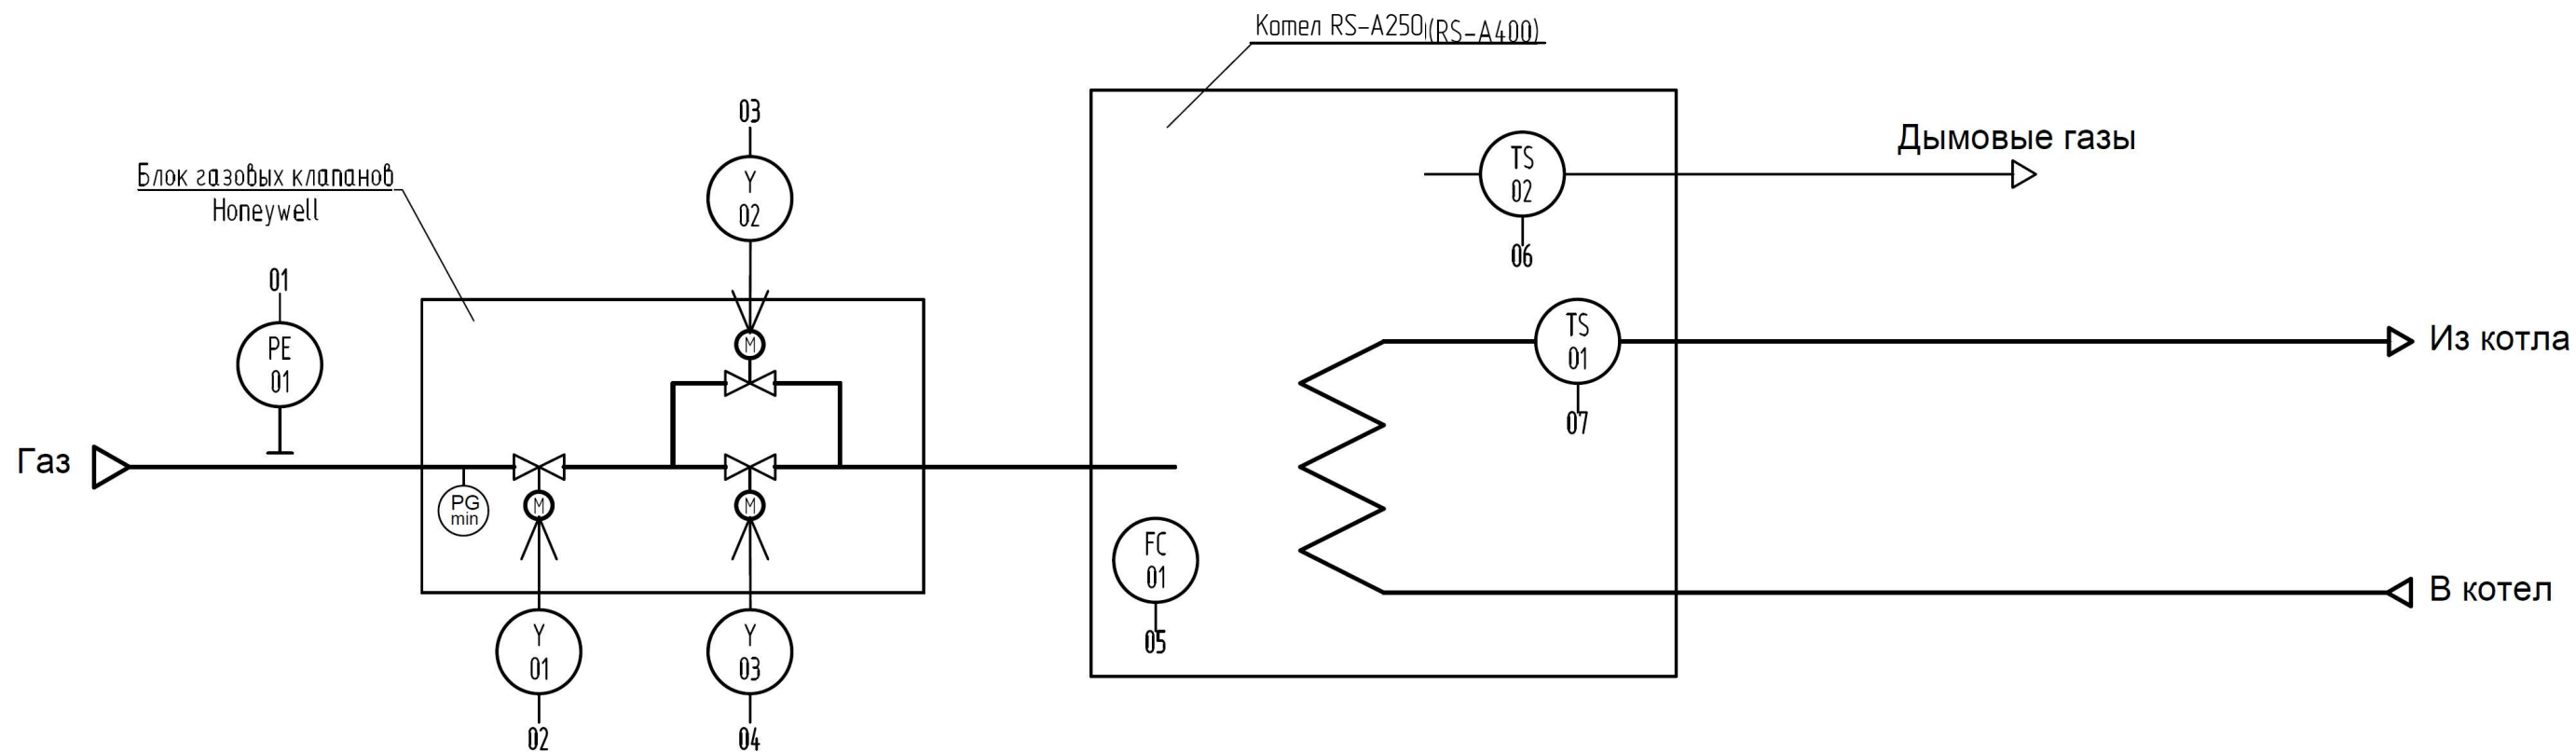 Котел RS-A250 (RS-A400)
03
Y
02
Блок газовых клапанов
Honeywell
01
PE
01
Газ
M
PG
min
M
M
Y
01
02
Y
03
04
TS
02
06
Дымовые газы
TS
01
07
Из котла
FC
01
05
В котел